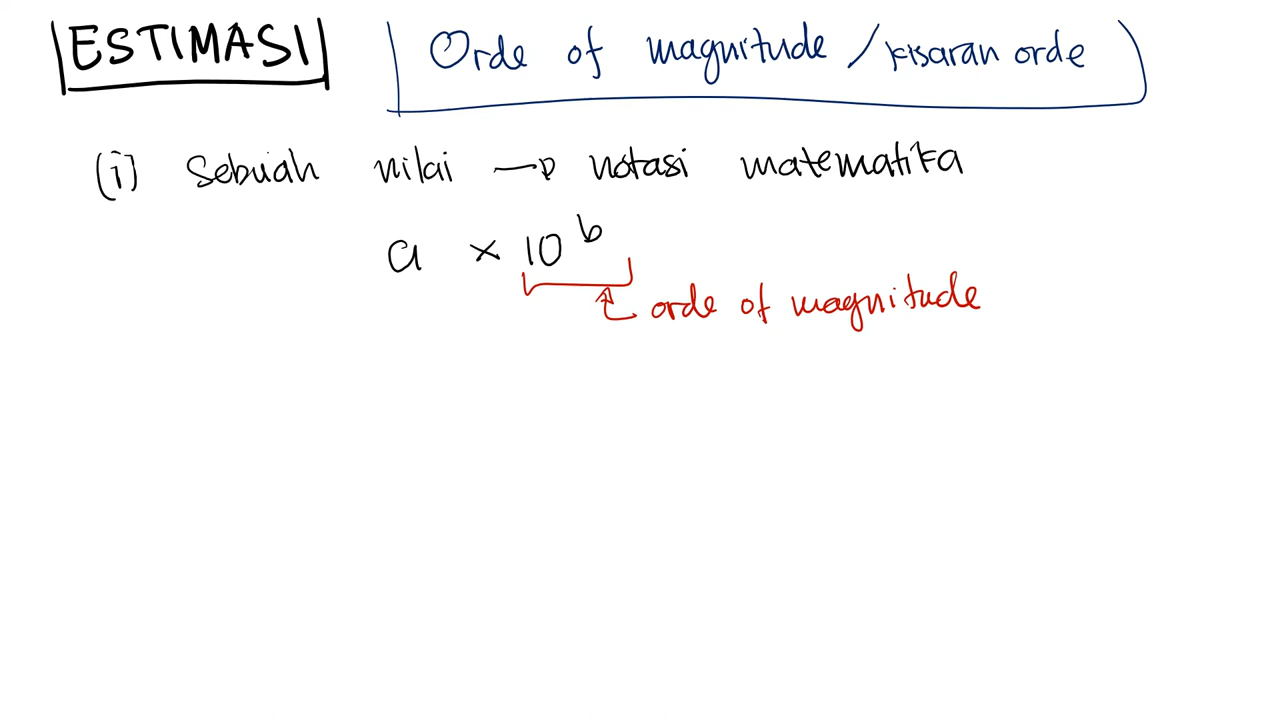 ESTIMASI
Orde of magnitude / kisaran orde
(i) Sebuah nilai → notasi matematika
a × 10^b
orde of magnitude